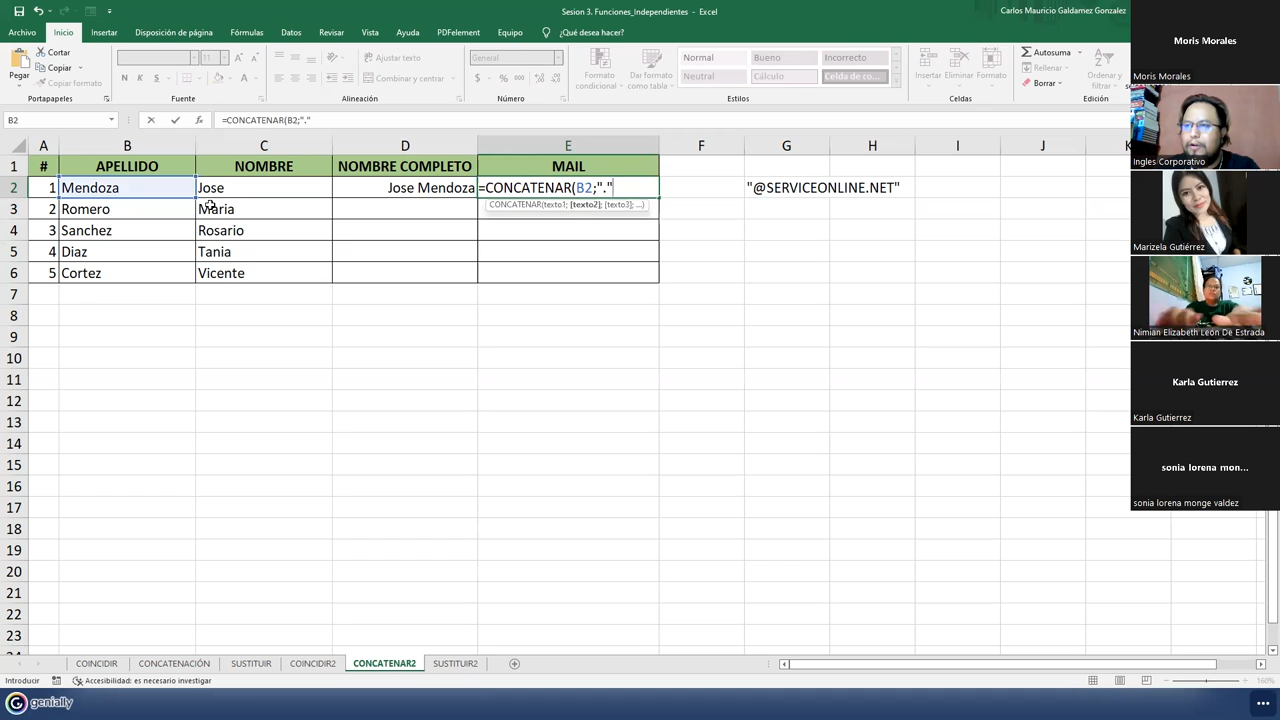 Sesion 3. Funciones_Independientes - Excel
Carlos Mauricio Galdamez Gonzalez
Archivo Inicio Insertar Disposición de página Fórmulas Datos Revisar Vista Ayuda PDFelement Equipo ¿Qué desea hacer?
Pegar
Cortar
Copiar
Copiar formato
Portapapeles
11
N K S
Fuente
Ajustar texto
Combinar y centrar
Alineación
General
$ % 000
Número
Formato condicional
Dar formato como tabla
Normal Bueno Incorrecto
Neutral Cálculo Celda de co...
Estilos
Insertar Eliminar Formato
Celdas
Autosuma
Rellenar
Borrar
Ordenar y filtrar
Edición
B2
=CONCATENAR(B2;"."
A B C D E F G H I J K
1 # APELLIDO NOMBRE NOMBRE COMPLETO MAIL
2 1 Mendoza Jose Jose Mendoza =CONCATENAR(B2;"." "@SERVICEONLINE.NET"
CONCATENAR(texto1; [texto2]; [texto3]; ...)
3 2 Romero Maria
4 3 Sanchez Rosario
5 4 Diaz Tania
6 5 Cortez Vicente
7
8
9
10
11
12
13
14
15
16
17
18
19
20
21
22
23
COINCIDIR CONCATENACIÓN SUSTITUIR COINCIDIR2 CONCATENAR2 SUSTITUIR2
Introducir
Accesibilidad: es necesario investigar
160%
genially
Moris Morales
Moris Morales
Ingles Corporativo
Marizela Gutiérrez
Nimian Elizabeth Leon De Estrada
Karla Gutierrez
Karla Gutierrez
sonia lorena mon...
sonia lorena monge valdez